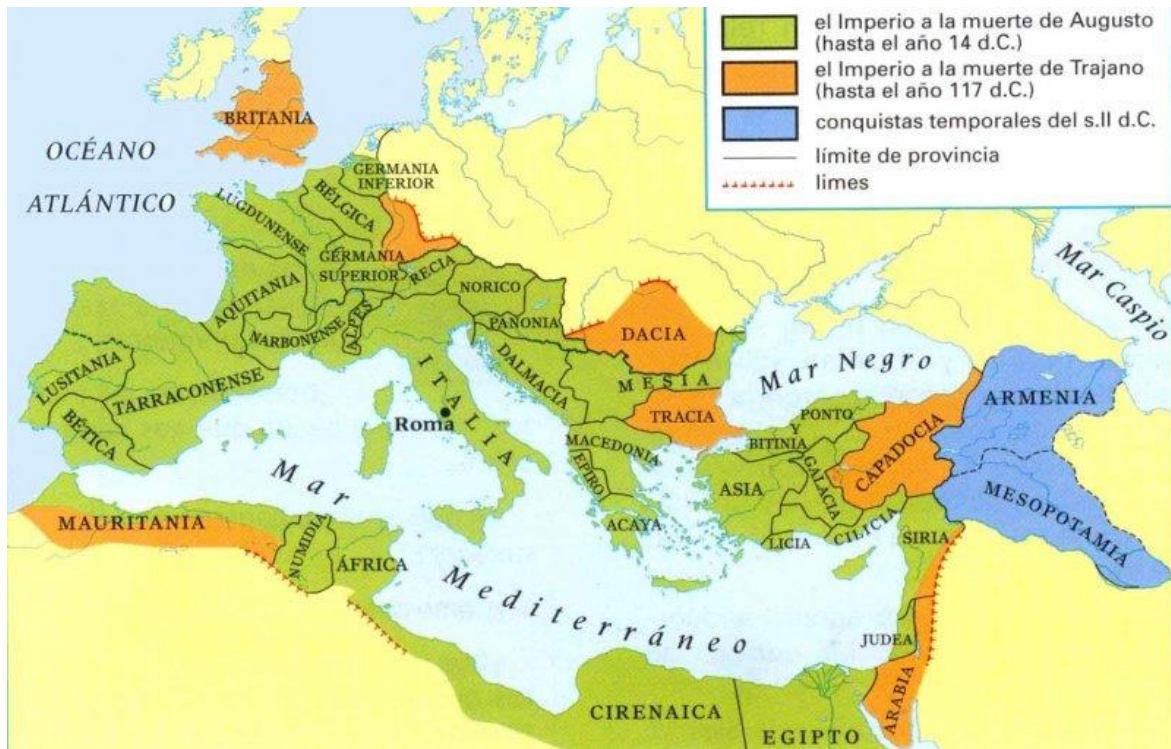 el Imperio a la muerte de Augusto
(hasta el año 14 d.C.)
el Imperio a la muerte de Trajano
(hasta el año 117 d.C.)
conquistas temporales del s.II d.C.
límite de provincia
limes
BRITANIA
OCÉANO
ATLÁNTICO
GERMANIA
INFERIOR
BÉLGICA
LUGDUNENSE
GERMANIA
SUPERIOR
RECIA
NORICO
AQUITANIA
NARBONENSE
ALPES
PANONIA
DACIA
Mar Caspio
Mar Negro
LUSITANIA
TARRACONENSE
BÉTICA
ITALIA
Roma
DALMACIA
MESIA
TRACIA
MACEDONIA
EPIRO
ACAYA
PONTO
Y
BITINIA
GALACIA
ASIA
CAPADOCIA
ARMENIA
MESOPOTAMIA
LICIA
CILICIA
SIRIA
MAURITANIA
NUMIDIA
ÁFRICA
Mar
Mediterráneo
JUDEA
ARABIA
CIRENAICA
EGIPTO